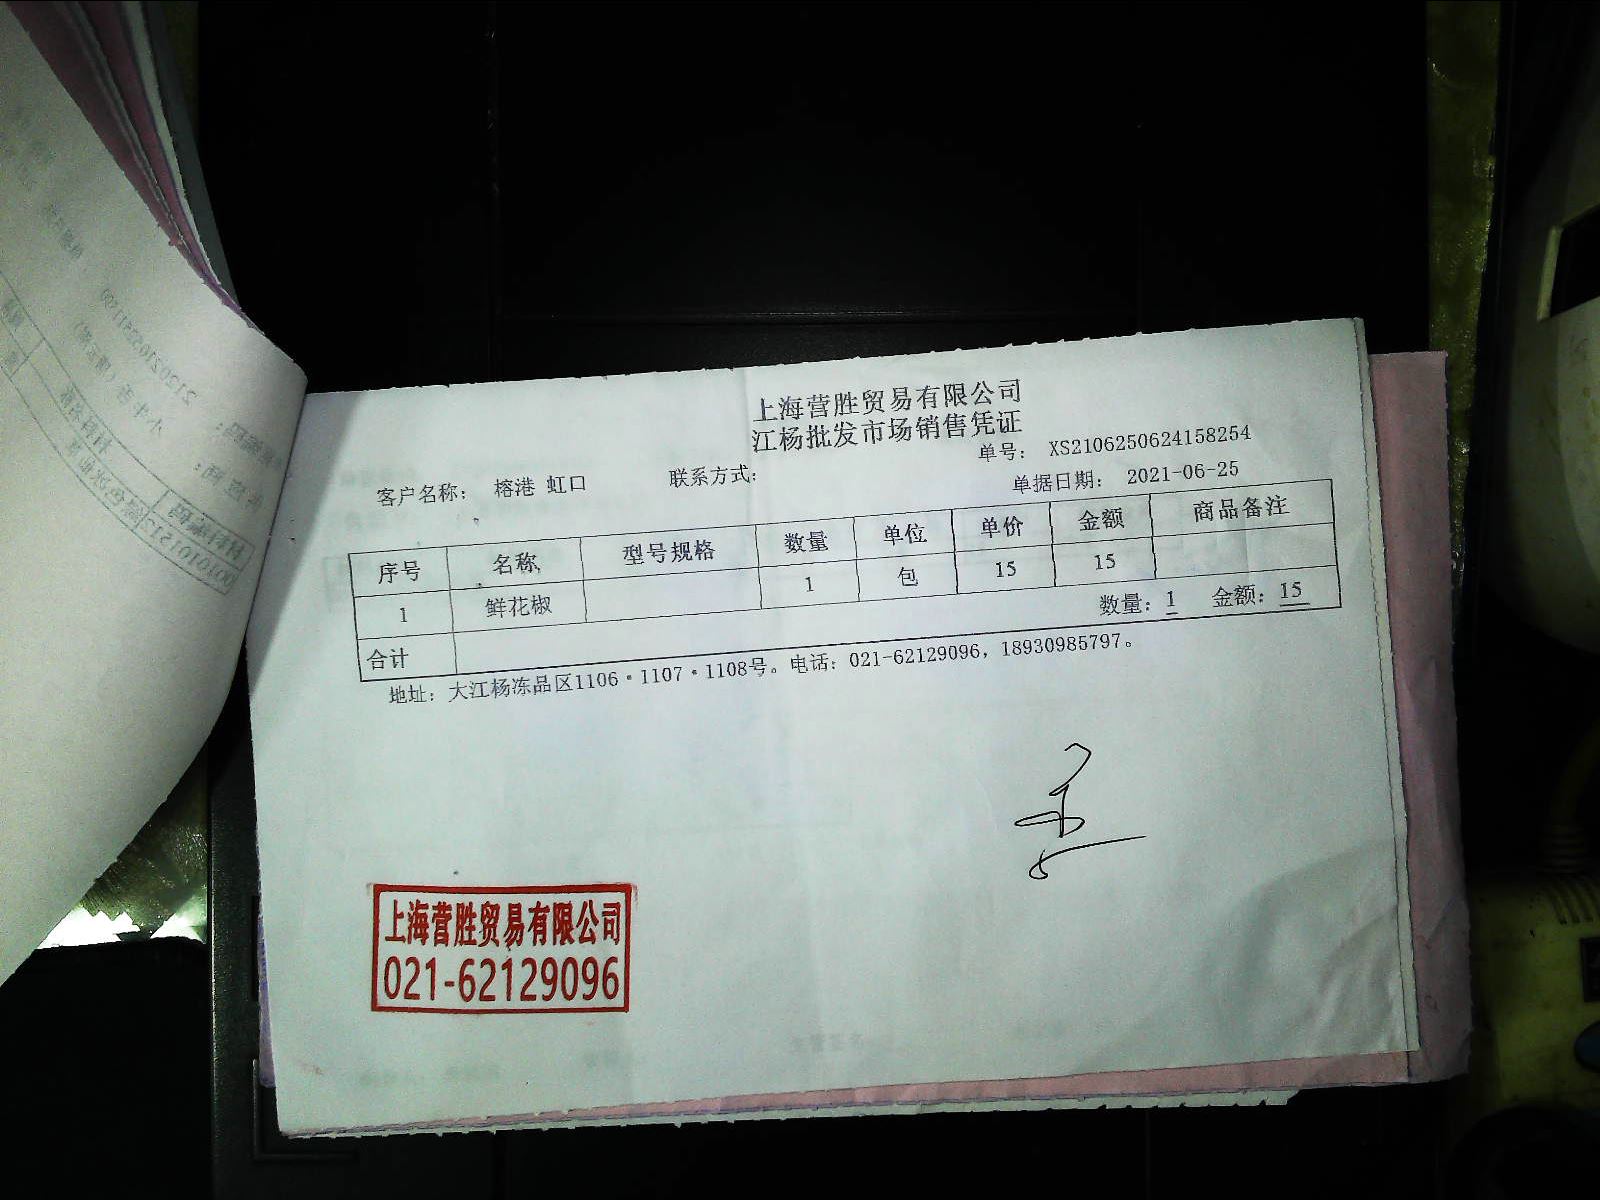 上海营胜贸易有限公司
江杨批发市场销售凭证
单号： XS2106250624158254
客户名称： 榕港 虹口 联系方式： 单据日期： 2021-06-25
序号 名称 型号规格 数量 单位 单价 金额 商品备注
1 鲜花椒 1 包 15 15
合计 数量：1 金额：15
地址：大江杨冻品区1106·1107·1108号。电话：021-62129096，18930985797。
上海营胜贸易有限公司
021-62129096